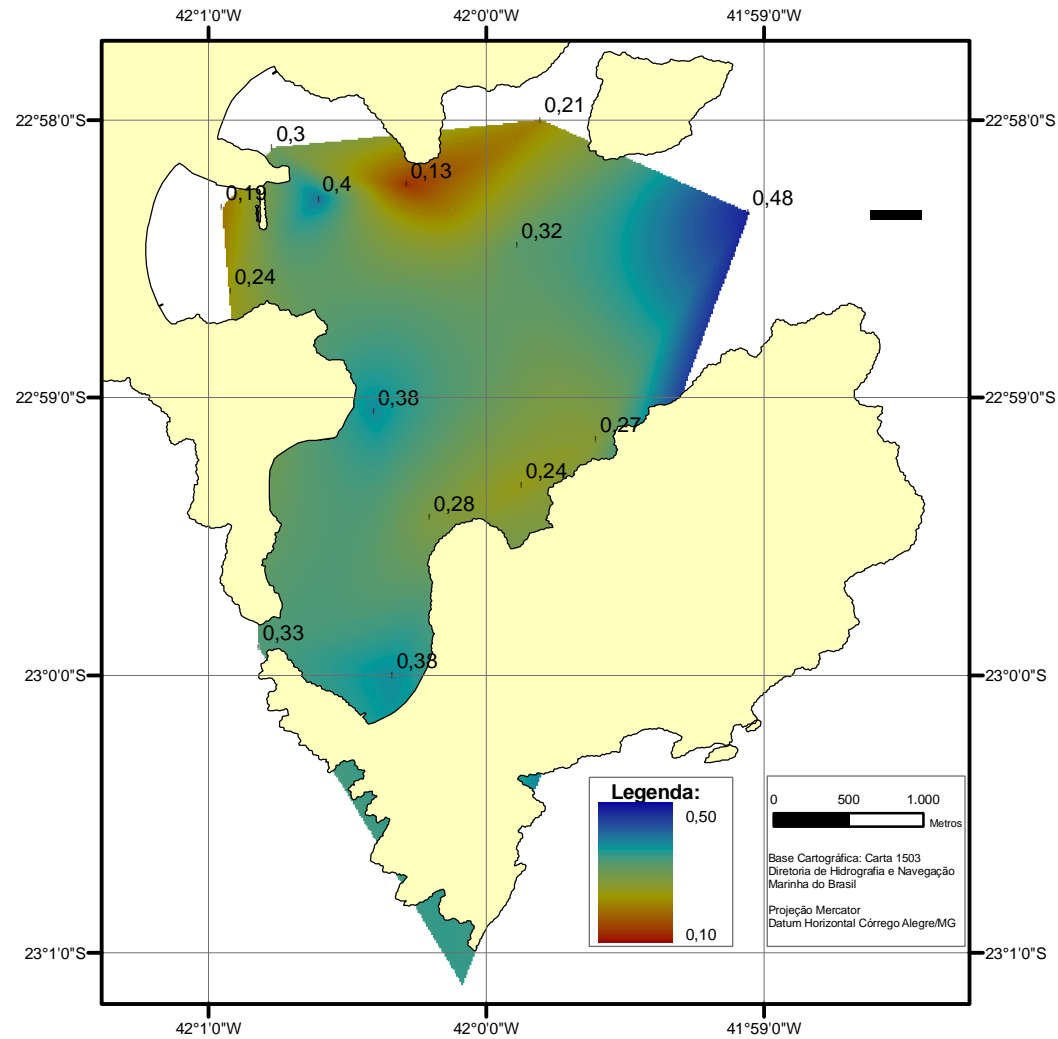 42°1'0"W
42°0'0"W
41°59'0"W
22°58'0"S
22°58'0"S
0,21
0,3
0,13
0,4
0,19
0,48
0,32
0,24
22°59'0"S
22°59'0"S
0,38
0,27
0,24
0,28
0,33
0,38
23°0'0"S
23°0'0"S
Legenda:
0,50
0,10
0 500 1.000
Metros
Base Cartográfica: Carta 1503
Diretoria de Hidrografia e Navegação
Marinha do Brasil
Projeção Mercator
Datum Horizontal Córrego Alegre/MG
23°1'0"S
23°1'0"S
42°1'0"W
42°0'0"W
41°59'0"W